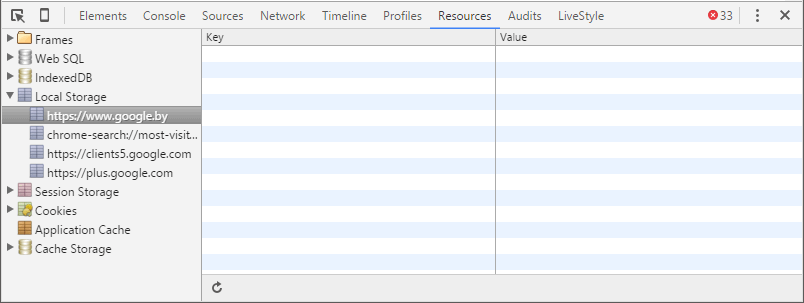 Elements Console Sources Network Timeline Profiles Resources Audits LiveStyle 33
Frames
Web SQL
IndexedDB
Local Storage
https://www.google.by
chrome-search://most-visit...
https://clients5.google.com
https://plus.google.com
Session Storage
Cookies
Application Cache
Cache Storage
Key Value